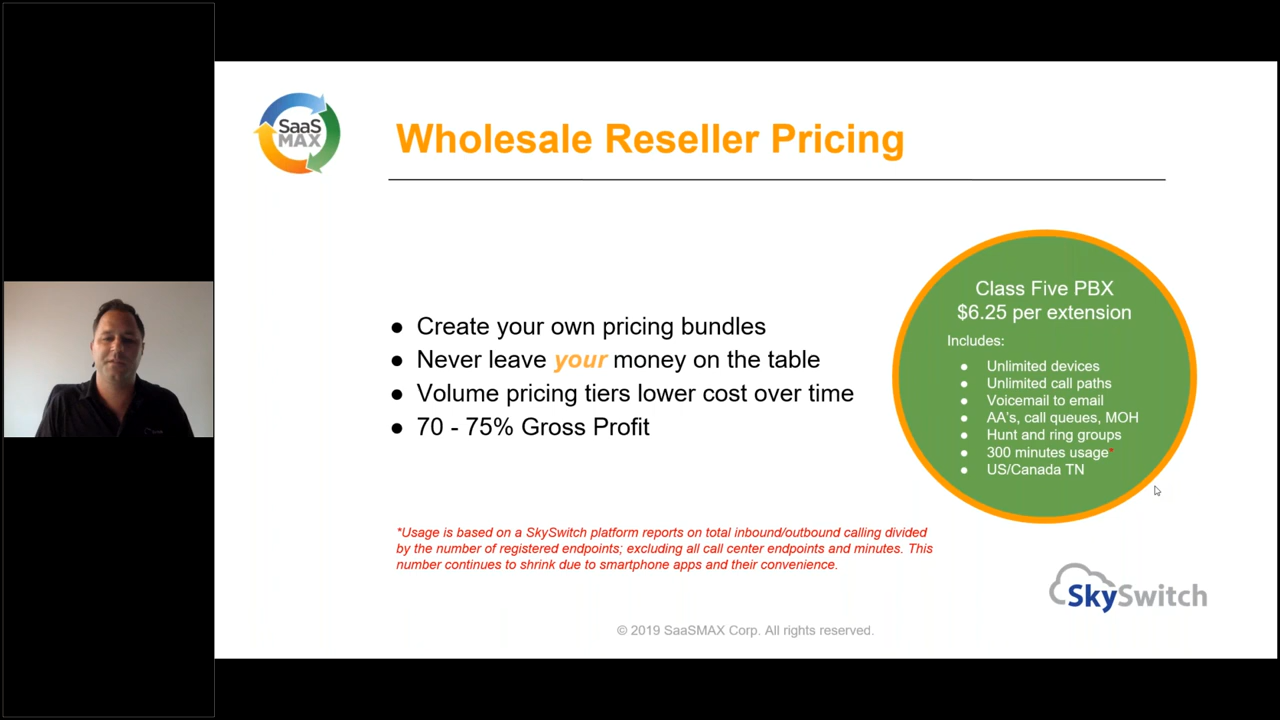 SaaS
MAX
Wholesale Reseller Pricing
● Create your own pricing bundles
● Never leave your money on the table
● Volume pricing tiers lower cost over time
● 70 - 75% Gross Profit
Class Five PBX
$6.25 per extension
Includes:
● Unlimited devices
● Unlimited call paths
● Voicemail to email
● AA's, call queues, MOH
● Hunt and ring groups
● 300 minutes usage*
● US/Canada TN
*Usage is based on a SkySwitch platform reports on total inbound/outbound calling divided
by the number of registered endpoints; excluding all call center endpoints and minutes. This
number continues to shrink due to smartphone apps and their convenience.
SkySwitch
© 2019 SaaSMAX Corp. All rights reserved.